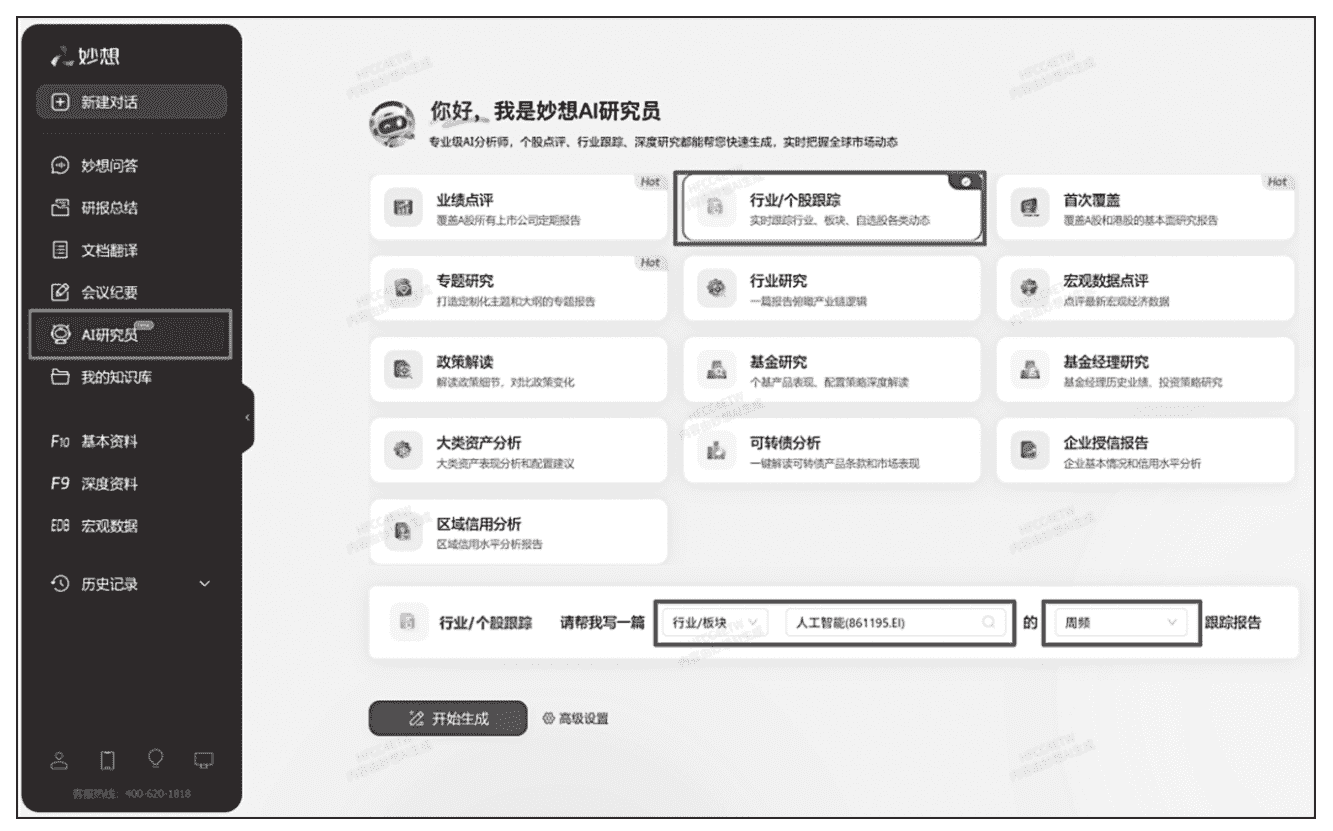 妙想
新建对话
妙想问答
研报总结
文档翻译
会议纪要
AI研究员
new
我的知识库
F10 基本资料
F9 深度资料
EDB 宏观数据
历史记录
客服热线：400-620-1818
你好，我是妙想AI研究员
专业级AI分析师，个股点评、行业跟踪、深度研究都能帮您快速生成，实时把握全球市场动态
Hot
业绩点评
覆盖A股所有上市公司定期报告
行业/个股跟踪
实时跟踪行业、板块、自选股各类动态
Hot
首次覆盖
覆盖A股和港股的基本面研究报告
Hot
专题研究
打造定制化主题和大纲的专题报告
行业研究
一篇报告俯瞰产业链逻辑
宏观数据点评
点评最新宏观经济数据
政策解读
解读政策细节，对比政策变化
基金研究
个基产品表现、配置策略深度解读
基金经理研究
基金经理历史业绩、投资策略研究
大类资产分析
大类资产表现分析和配置建议
可转债分析
一键解读可转债产品条款和市场表现
企业授信报告
企业基本情况和信用水平分析
区域信用分析
区域信用水平分析报告
行业/个股跟踪 请帮我写一篇 行业/板块 人工智能(861195.EI) 的 周频 跟踪报告
开始生成 高级设置